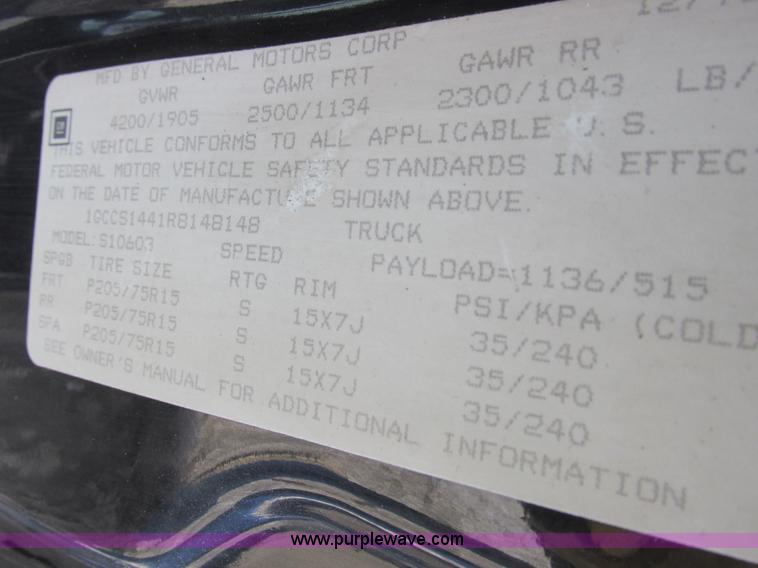 MFD BY GENERAL MOTORS CORP
GVWR GAWR FRT GAWR RR
4200/1905 2500/1134 2300/1043 LB/
GM
THIS VEHICLE CONFORMS TO ALL APPLICABLE U.S.
FEDERAL MOTOR VEHICLE SAFETY STANDARDS IN EFFECT
ON THE DATE OF MANUFACTURE SHOWN ABOVE.
1GCCS1441R8148148 TRUCK
MODEL: S10603 PAYLOAD=1136/515
SPGB TIRE SIZE SPEED RTG RIM PSI/KPA (COLD
FRT P205/75R15 S 15X7J 35/240
RR P205/75R15 S 15X7J 35/240
SPA P205/75R15 S 15X7J 35/240
SEE OWNER'S MANUAL FOR ADDITIONAL INFORMATION
www.purplewave.com